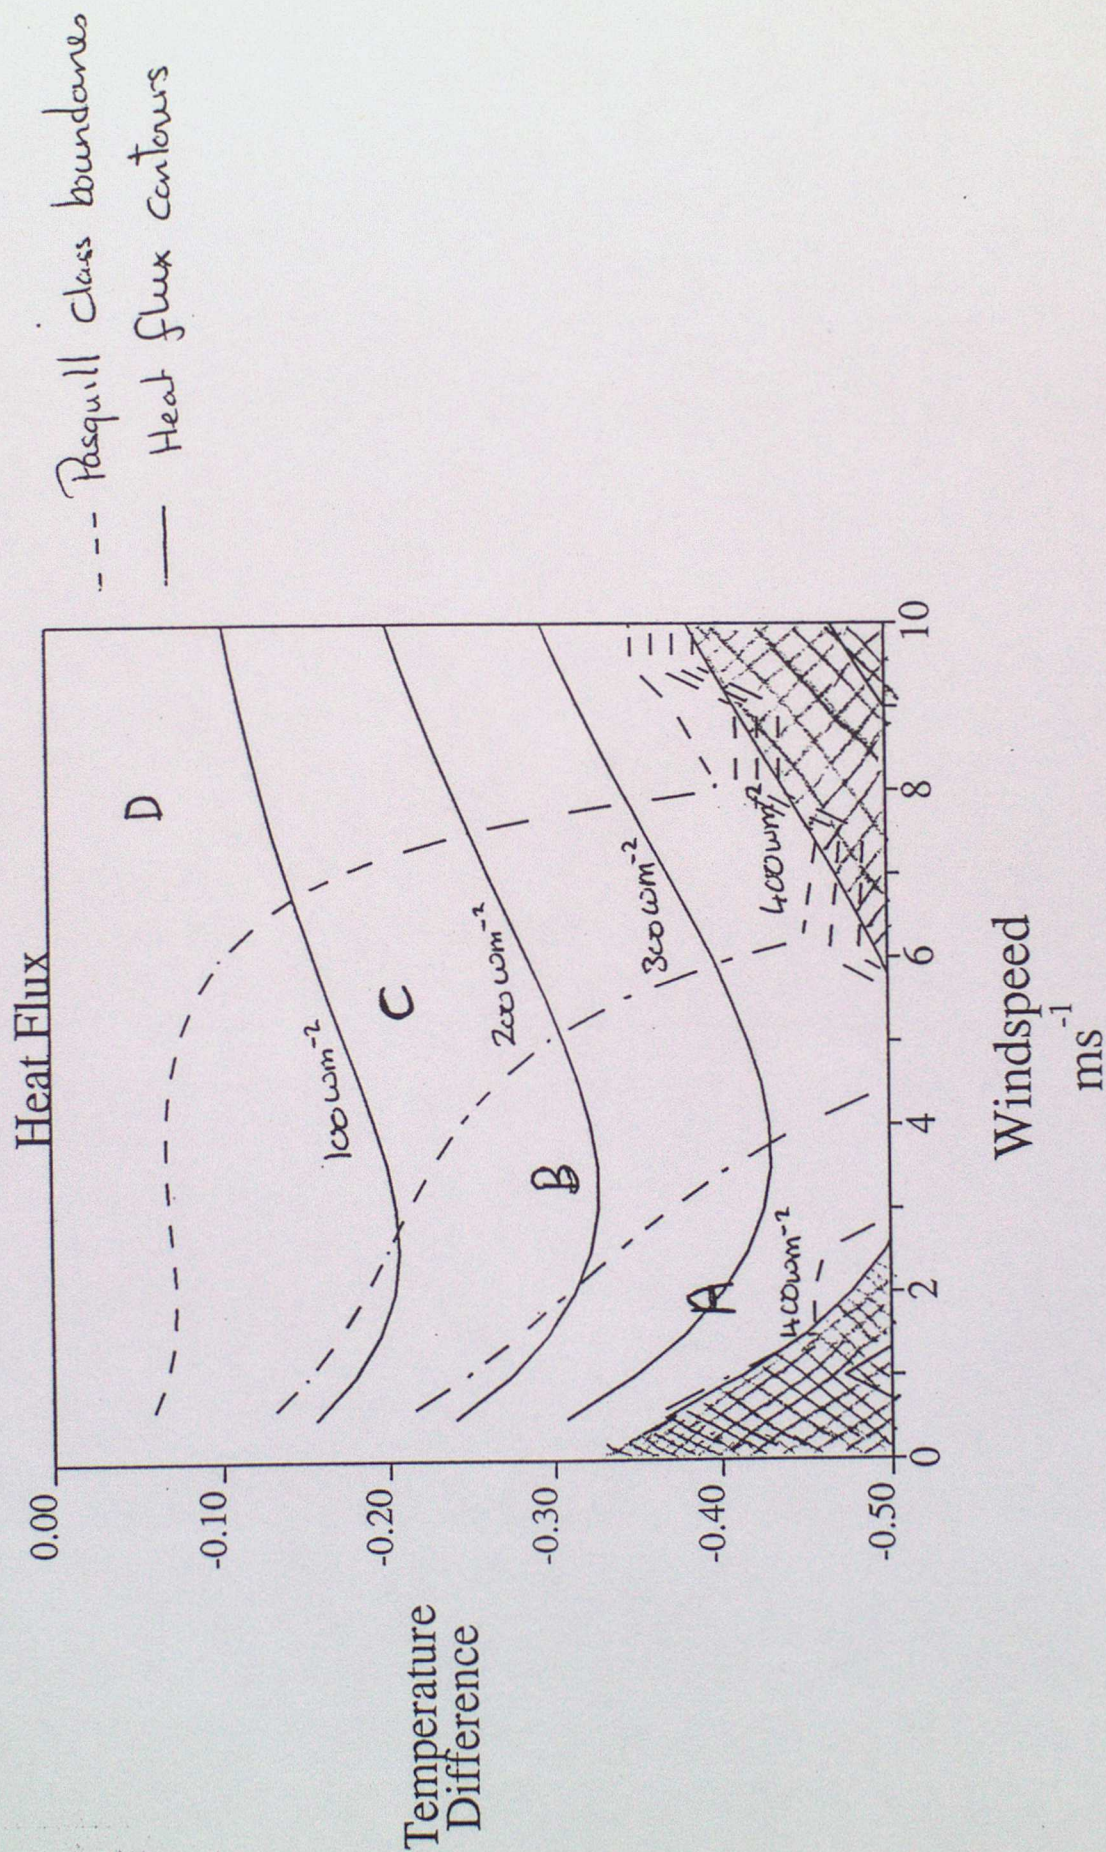 Heat Flux
--- Pasquill class boundaries
— Heat flux contours
0.00
-0.10
-0.20
-0.30
-0.40
-0.50
Temperature
Difference
D
100 wm⁻²
C
200 wm⁻²
B
300 wm⁻²
A
400 wm⁻²
400 wm⁻²
0
2
4
6
8
10
Windspeed
ms⁻¹